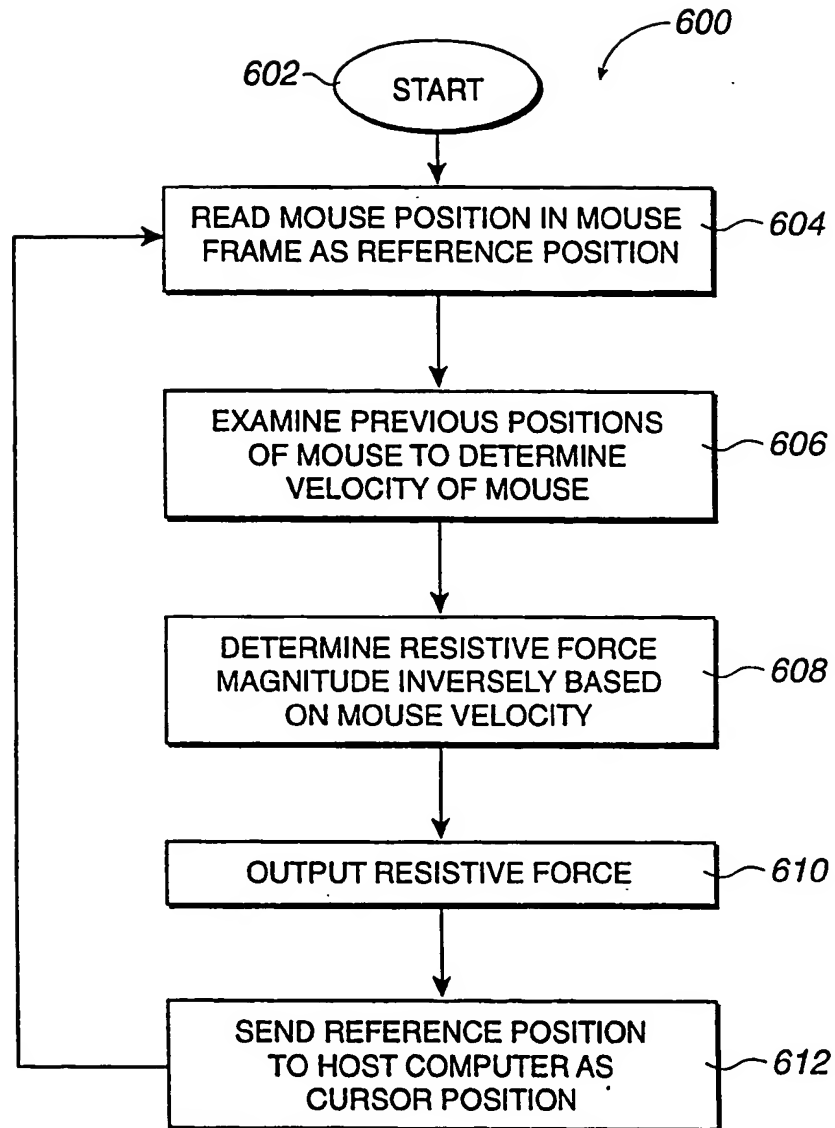 600
602
START
READ MOUSE POSITION IN MOUSE
FRAME AS REFERENCE POSITION
604
EXAMINE PREVIOUS POSITIONS
OF MOUSE TO DETERMINE
VELOCITY OF MOUSE
606
DETERMINE RESISTIVE FORCE
MAGNITUDE INVERSELY BASED
ON MOUSE VELOCITY
608
OUTPUT RESISTIVE FORCE
610
SEND REFERENCE POSITION
TO HOST COMPUTER AS
CURSOR POSITION
612